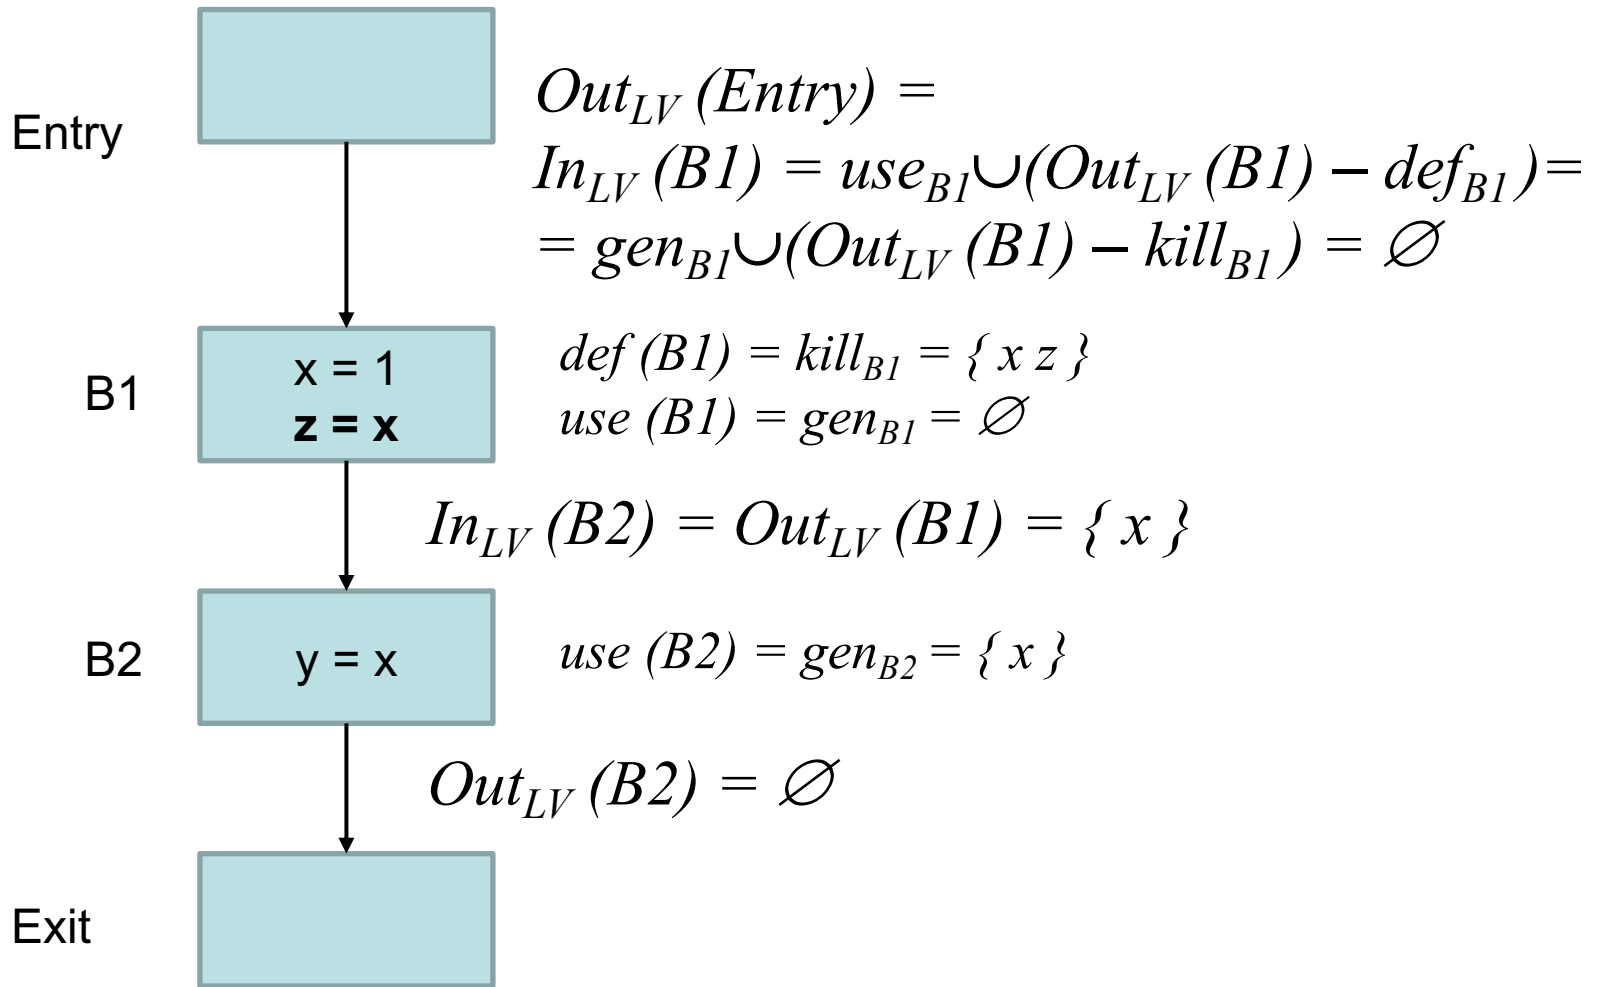 Entry
Out_LV (Entry) =
In_LV (B1) = use_B1∪(Out_LV (B1) – def_B1)=
= gen_B1∪(Out_LV (B1) – kill_B1) = ∅
B1
x = 1
z = x
def (B1) = kill_B1 = { x z }
use (B1) = gen_B1 = ∅
In_LV (B2) = Out_LV (B1) = { x }
B2
y = x
use (B2) = gen_B2 = { x }
Out_LV (B2) = ∅
Exit